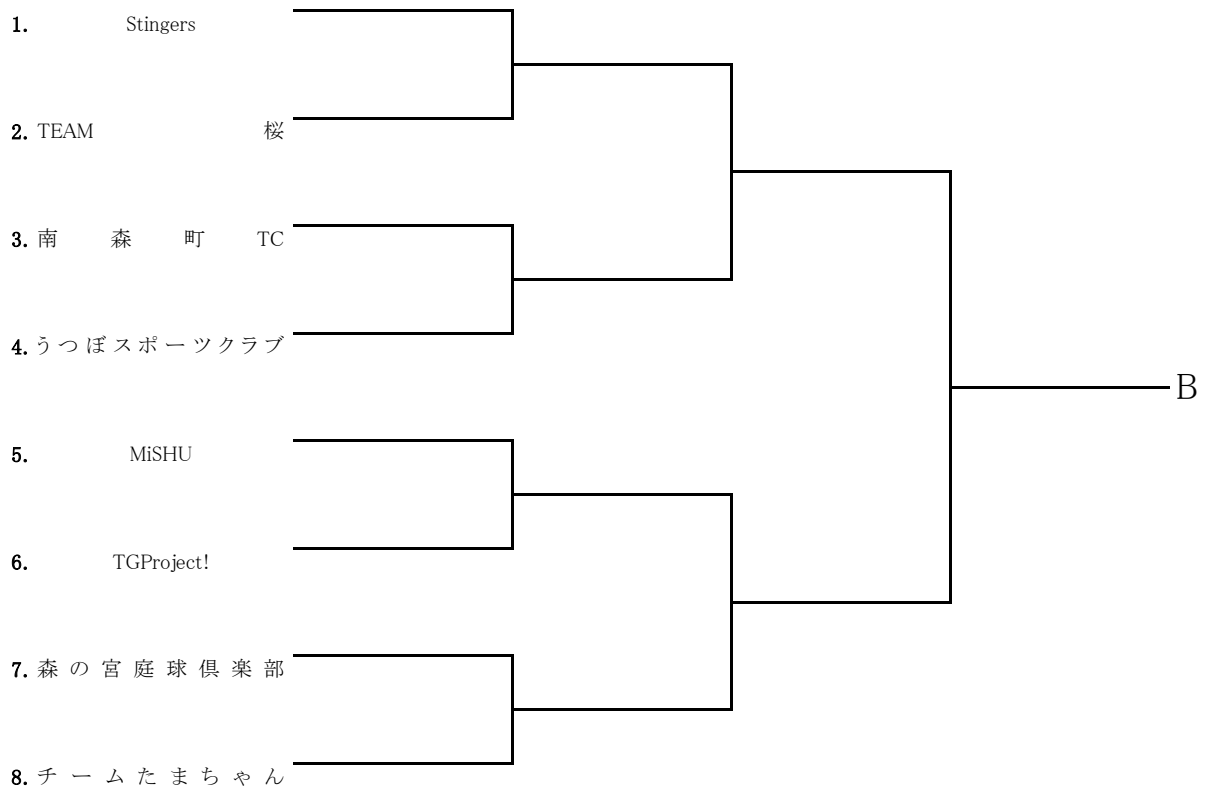 1. Stingers
2. TEAM 桜
3. 南森町TC
4. うつぼスポーツクラブ
B
5. MiSHU
6. TGProject!
7. 森の宮庭球倶楽部
8. チームたまちゃん